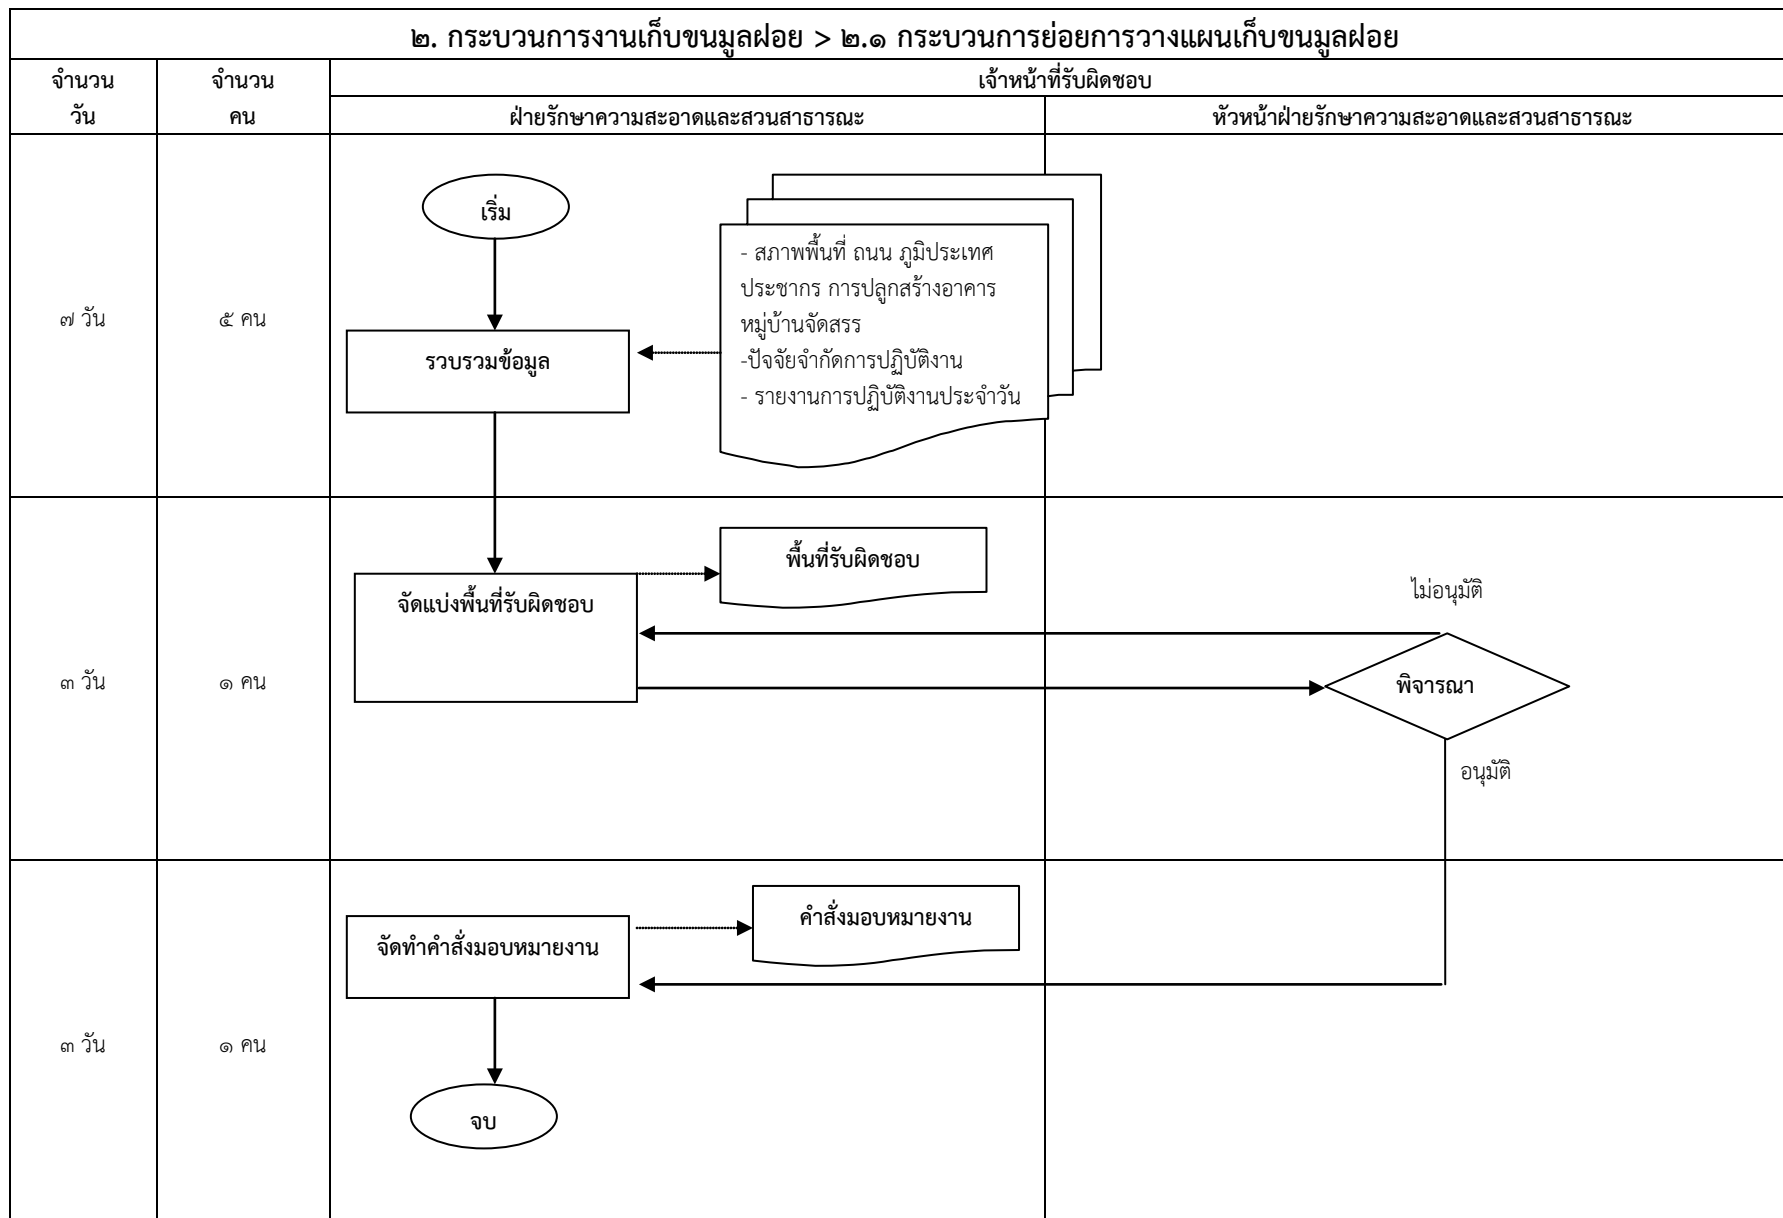 ๒. กระบวนการงานเก็บขนมูลฝอย > ๒.๑ กระบวนการย่อยการวางแผนเก็บขนมูลฝอย
จำนวน
วัน
จำนวน
คน
เจ้าหน้าที่รับผิดชอบ
ฝ่ายรักษาความสะอาดและสวนสาธารณะ
หัวหน้าฝ่ายรักษาความสะอาดและสวนสาธารณะ
๗ วัน
๕ คน
เริ่ม
รวบรวมข้อมูล
- สภาพพื้นที่ ถนน ภูมิประเทศ
ประชากร การปลูกสร้างอาคาร
หมู่บ้านจัดสรร
-ปัจจัยจำกัดการปฏิบัติงาน
- รายงานการปฏิบัติงานประจำวัน
๓ วัน
๑ คน
จัดแบ่งพื้นที่รับผิดชอบ
พื้นที่รับผิดชอบ
ไม่อนุมัติ
พิจารณา
อนุมัติ
๓ วัน
๑ คน
จัดทำคำสั่งมอบหมายงาน
คำสั่งมอบหมายงาน
จบ